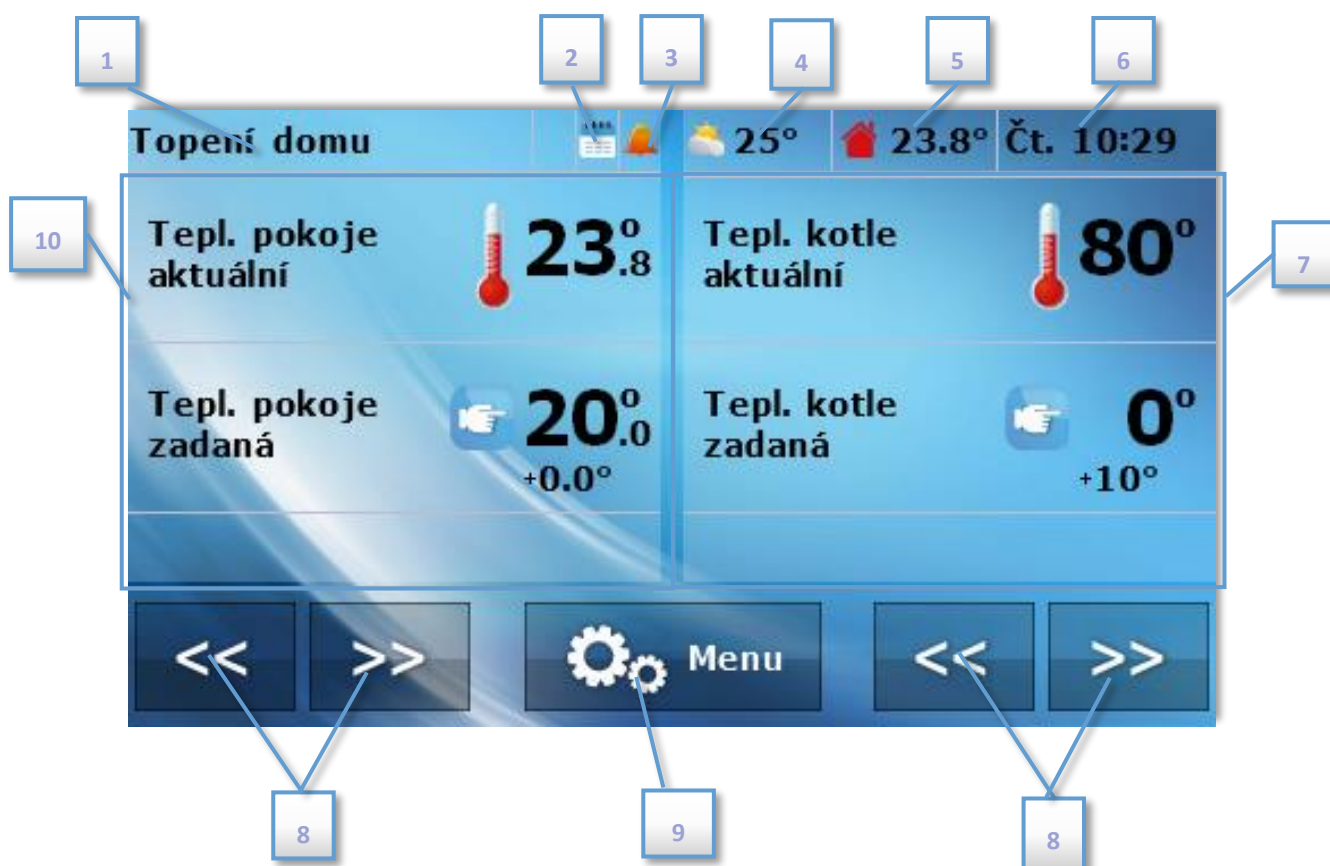 1
2
3
4
5
6
Topení domu
25°
23.8° Čt. 10:29
10
7
Tepl. pokoje
aktuální
23.8°
Tepl. kotle
aktuální
80°
Tepl. pokoje
zadaná
20.0°
+0.0°
Tepl. kotle
zadaná
0°
+10°
<<
>>
Menu
<<
>>
8
9
8